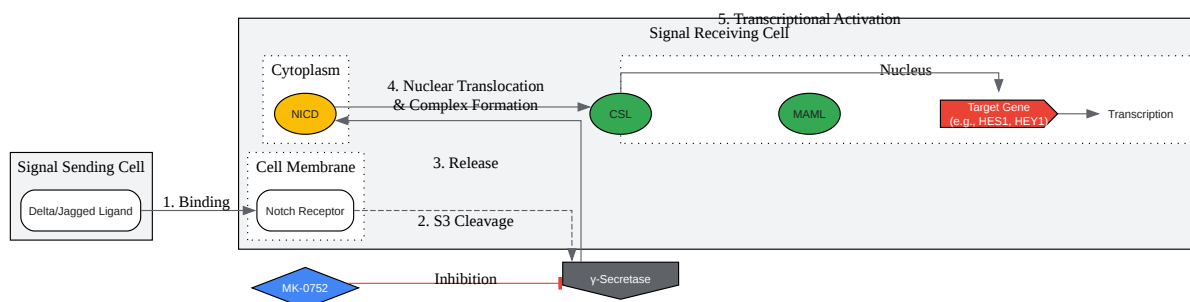 5. Transcriptional Activation
Signal Receiving Cell
Cytoplasm
4. Nuclear Translocation
& Complex Formation
Nucleus
NICD
CSL
MAML
Target Gene
(e.g., HES1, HEY1)
Transcription
Signal Sending Cell
Cell Membrane
3. Release
Delta/Jagged Ligand
1. Binding
Notch Receptor
2. S3 Cleavage
MK-0752
Inhibition
γ-Secretase